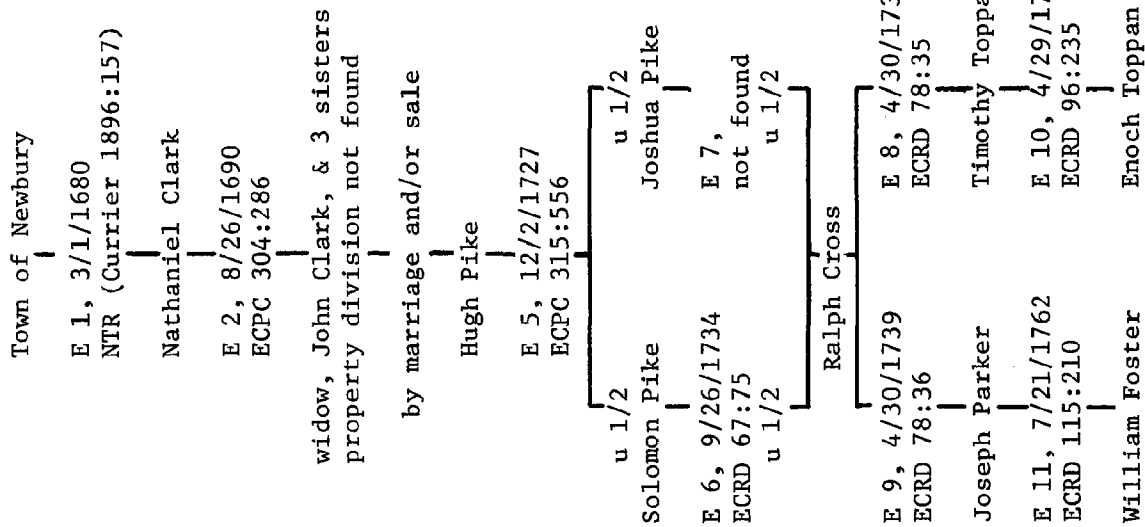 Town of Newbury
E 1, 3/1/1680
NTR (Currier 1896:157)
Nathaniel Clark
E 2, 8/26/1690
ECPC 304:286
widow, John Clark, & 3 sisters
property division not found
by marriage and/or sale
Hugh Pike
E 5, 12/2/1727
ECPC 315:556
u 1/2
Solomon Pike
E 6, 9/26/1734
ECRD 67:75
u 1/2
u 1/2
Joshua Pike
E 7,
not found
u 1/2
Ralph Cross
E 9, 4/30/1739
ECRD 78:36
Joseph Parker
E 11, 7/21/1762
ECRD 115:210
William Foster
E 8, 4/30/173
ECRD 78:35
Timothy Toppa
E 10, 4/29/17
ECRD 96:235
Enoch Toppan